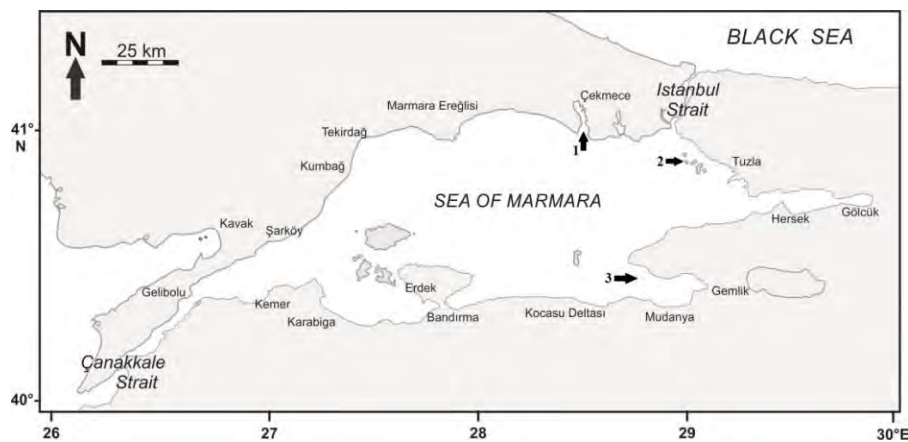 BLACK SEA
N
25 km
Istanbul
Strait
Çekmece
Marmara Ereğlisi
41°
N
Tekirdağ
1
2
Tuzla
Kumbağ
SEA OF MARMARA
Hersek
Gölcük
Kavak
Şarköy
3
Gemlik
Gelibolu
Erdek
Kemer
Karabiga
Bandırma
Kocasu Deltası
Mudanya
Çanakkale
Strait
40°
26
27
28
29
30°E